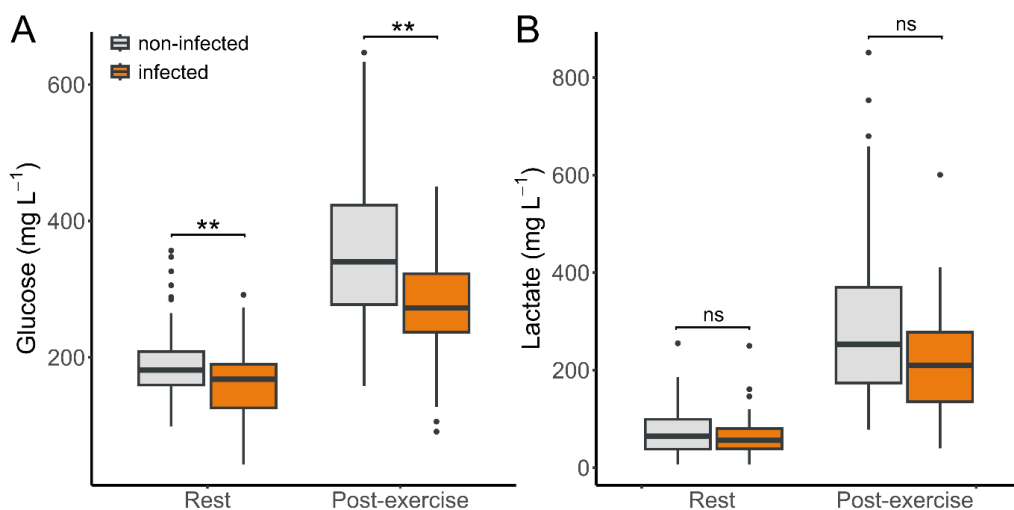 A
non-infected
infected
**
**
Glucose (mg L⁻¹)
600
400
200
Rest
Post-exercise
B
ns
ns
Lactate (mg L⁻¹)
800
600
400
200
0
Rest
Post-exercise